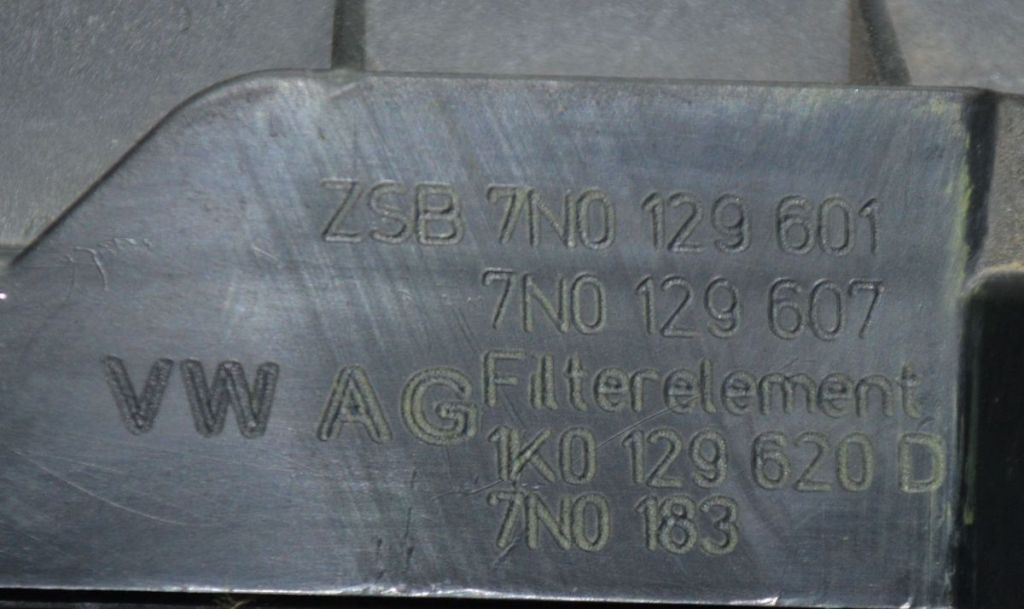 ZSB 7N0 129 601
7N0 129 607
VW AG Filterelement
1K0 129 620 D
7N0 183